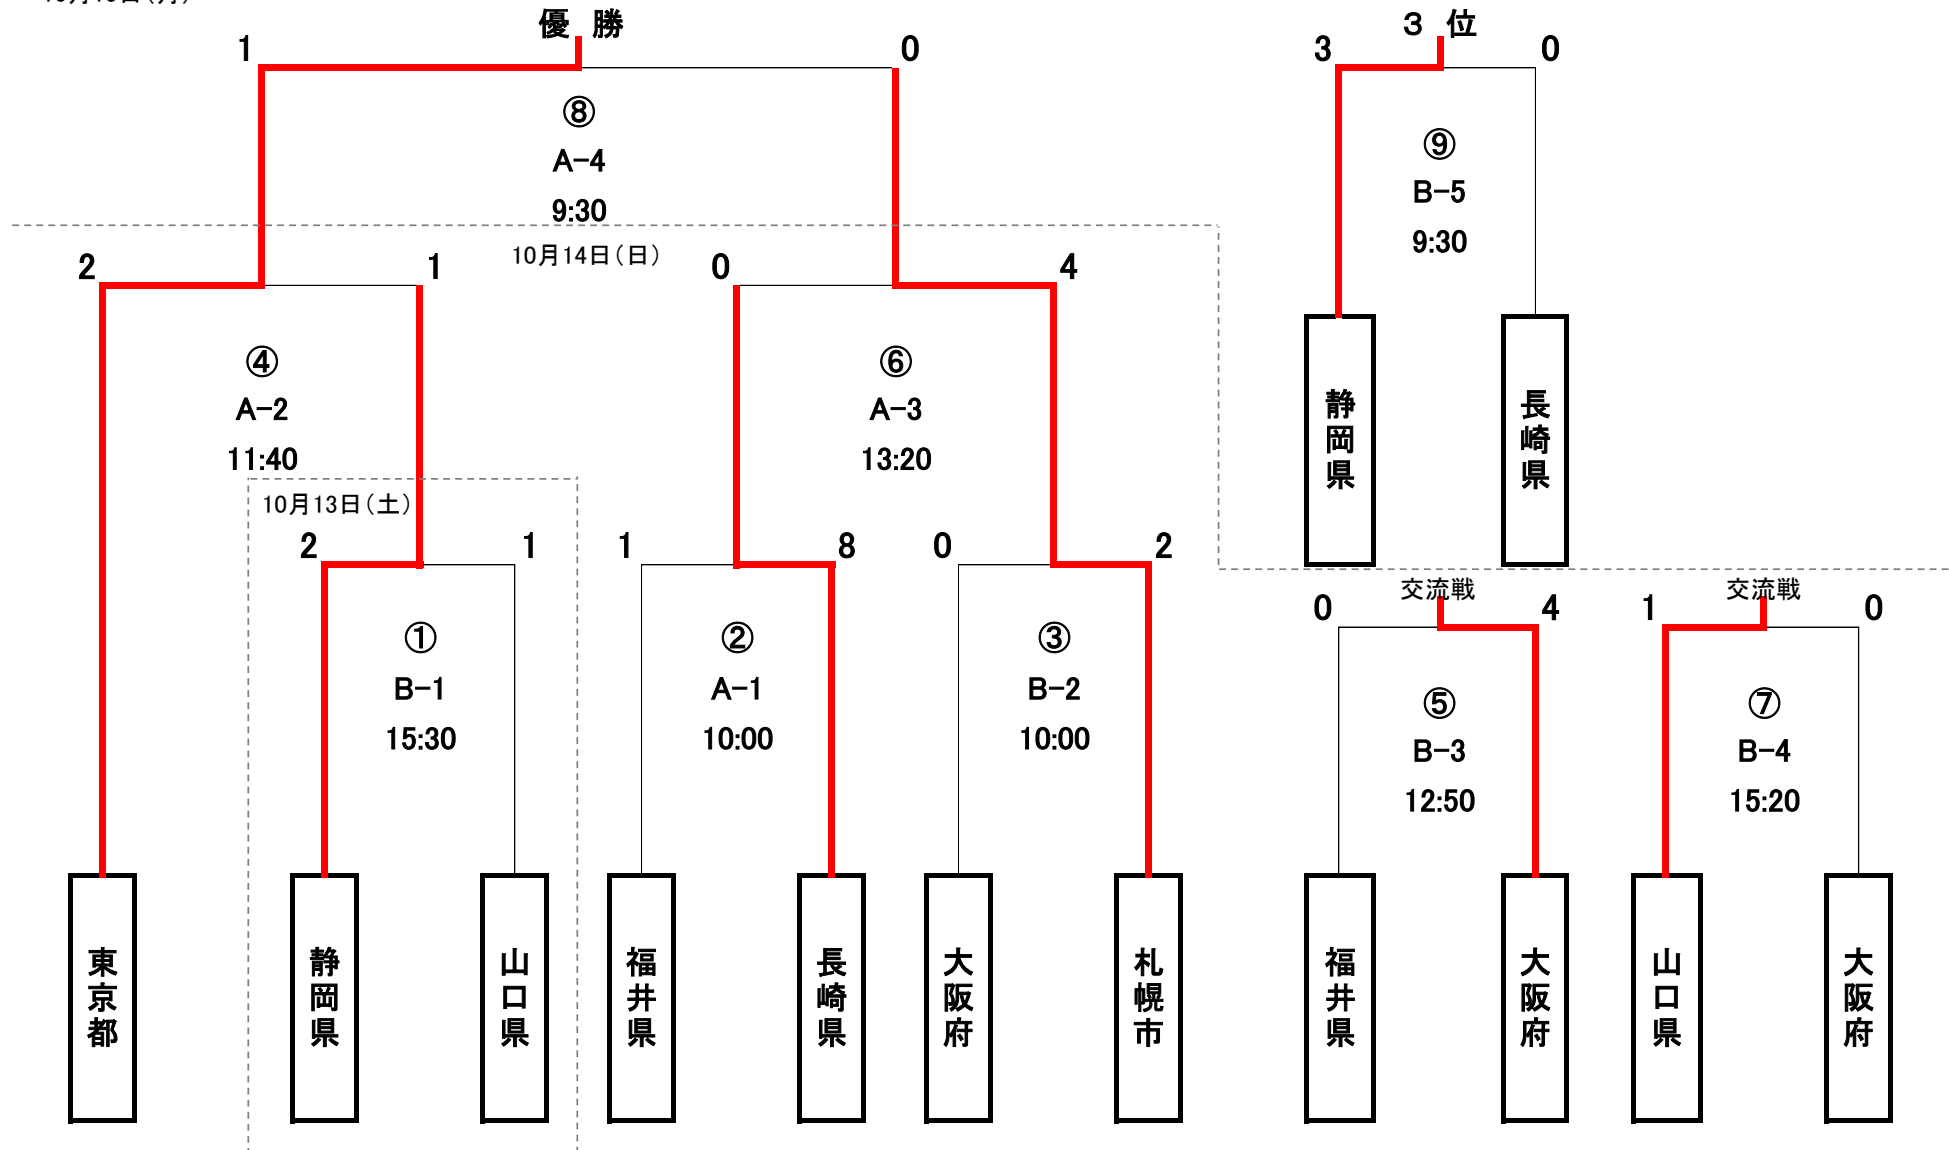 優 勝
３ 位
1
0
3
0
⑧
A−4
9:30
⑨
B−5
9:30
10月14日（日）
2
1
0
4
④
A−2
11:40
⑥
A−3
13:20
静岡県
長崎県
10月13日（土）
2
1
1
8
0
2
①
B−1
15:30
②
A−1
10:00
③
B−2
10:00
交流戦
交流戦
0
4
1
0
⑤
B−3
12:50
⑦
B−4
15:20
東京都
静岡県
山口県
福井県
長崎県
大阪府
札幌市
福井県
大阪府
山口県
大阪府